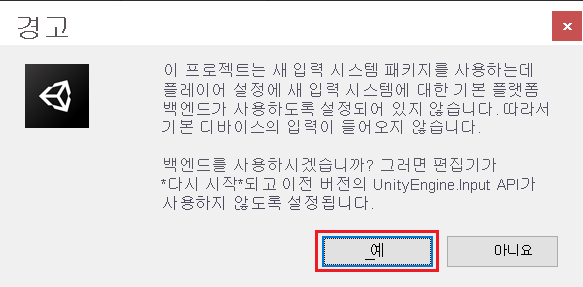 경고
이 프로젝트는 새 입력 시스템 패키지를 사용하는데
플레이어 설정에 새 입력 시스템에 대한 기본 플랫폼
백엔드가 사용하도록 설정되어 있지 않습니다. 따라서
기본 디바이스의 입력이 들어오지 않습니다.
백엔드를 사용하시겠습니까? 그러면 편집기가
*다시 시작*되고 이전 버전의 UnityEngine.Input API가
사용하지 않도록 설정됩니다.
_예
아니요